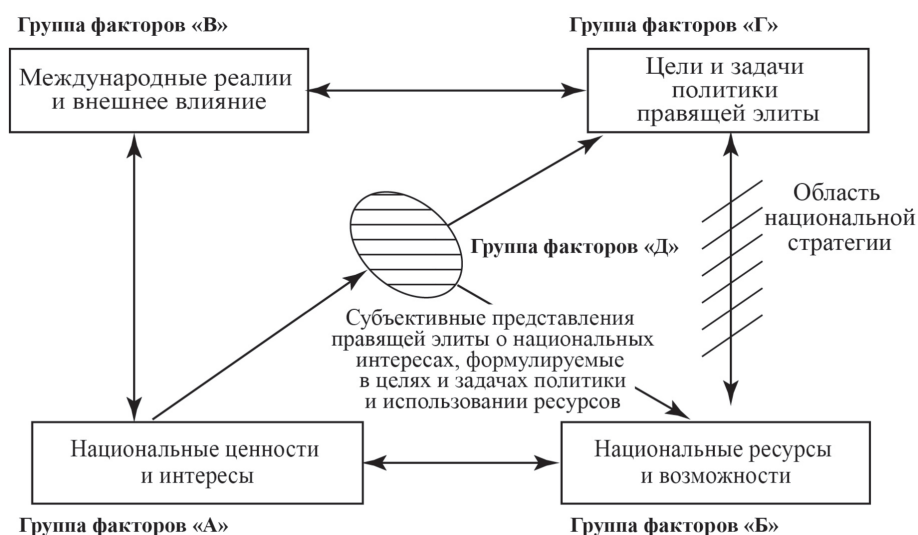 Группа факторов «В»
Группа факторов «Г»
Международные реалии
и внешнее влияние
Цели и задачи
политики
правящей элиты
Область
национальной
стратегии
Группа факторов «Д»
Субъективные представления
правящей элиты о национальных
интересах, формулируемые
в целях и задачах политики
и использовании ресурсов
Национальные ценности
и интересы
Национальные ресурсы
и возможности
Группа факторов «А»
Группа факторов «Б»